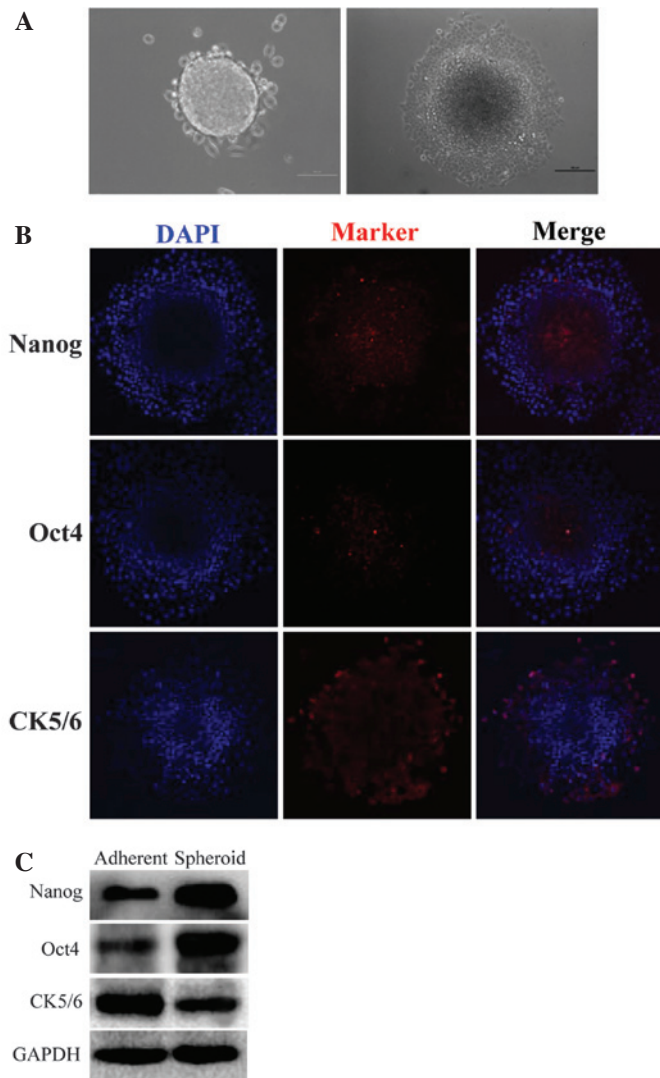 A
B
DAPI Marker Merge
Nanog
Oct4
CK5/6
C
Adherent Spheroid
Nanog
Oct4
CK5/6
GAPDH